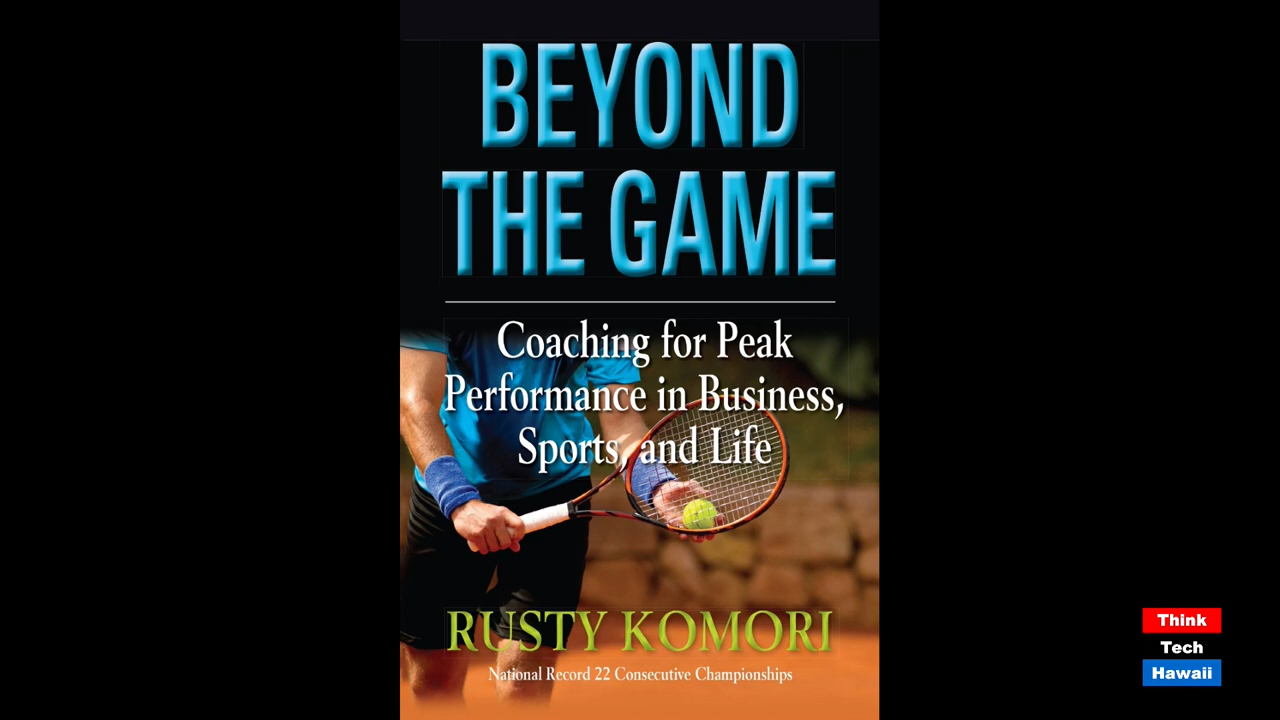 BEYOND
THE GAME
Coaching for Peak
Performance in Business,
Sports, and Life
RUSTY KOMORI
National Record 22 Consecutive Championships
Think
Tech
Hawaii